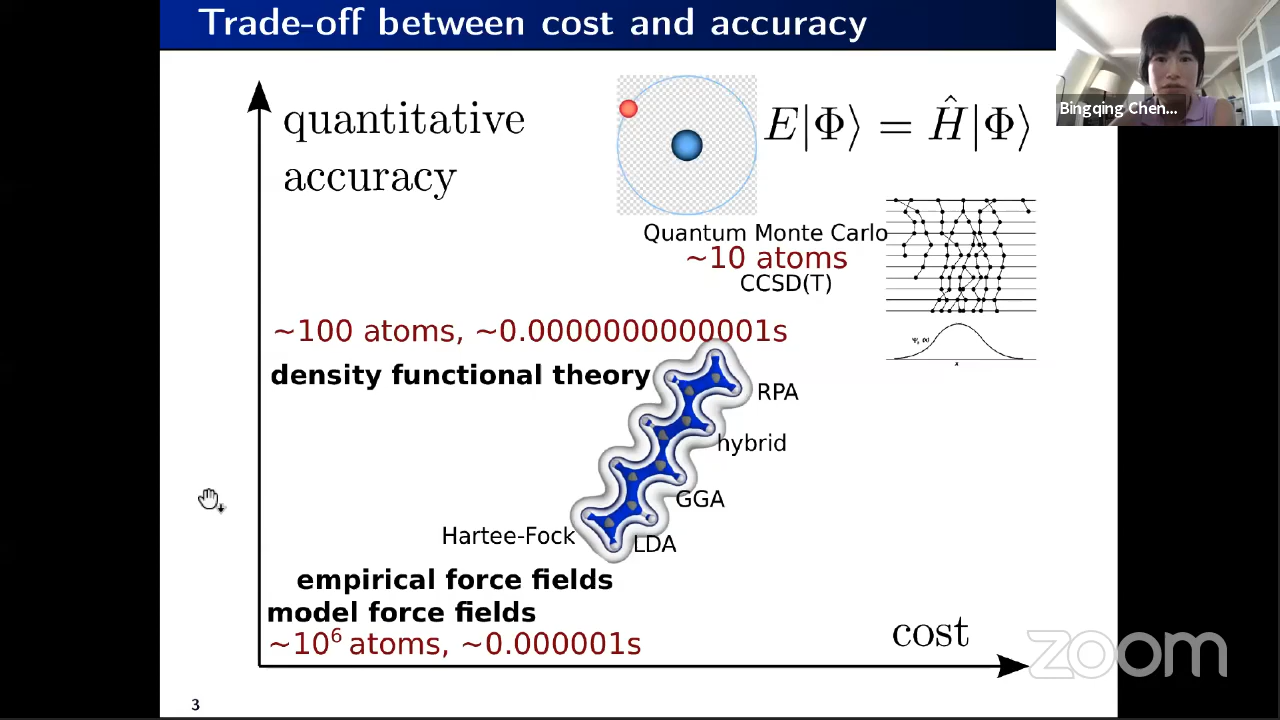 Trade-off between cost and accuracy
Bingqing Chen...
quantitative
accuracy
E|Φ⟩ = Ĥ|Φ⟩
Quantum Monte Carlo
~10 atoms
CCSD(T)
~100 atoms, ~0.0000000000001s
density functional theory
RPA
hybrid
GGA
Hartee-Fock
LDA
empirical force fields
model force fields
~10⁶ atoms, ~0.000001s
cost
zoom
3